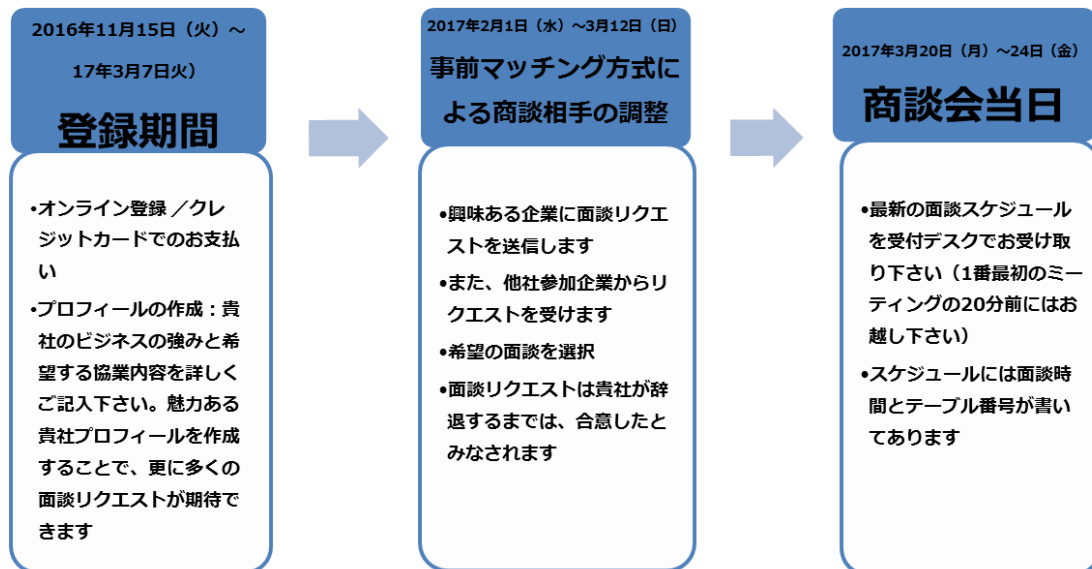 2016年11月15日（火）～
17年3月7日火）
登録期間
•オンライン登録 ／クレ
ジットカードでのお支払
い
•プロフィールの作成：貴
社のビジネスの強みと希
望する協業内容を詳しく
ご記入下さい。魅力ある
貴社プロフィールを作成
することで、更に多くの
面談リクエストが期待で
きます
2017年2月1日（水）～3月12日（日）
事前マッチング方式に
よる商談相手の調整
•興味ある企業に面談リクエ
ストを送信します
•また、他社参加企業からリ
クエストを受けます
•希望の面談を選択
•面談リクエストは貴社が辞
退するまでは、合意したと
みなされます
2017年3月20日（月）～24日（金）
商談会当日
•最新の面談スケジュール
を受付デスクでお受け取
り下さい（1番最初のミー
ティングの20分前にはお
越し下さい）
•スケジュールには面談時
間とテーブル番号が書い
てあります